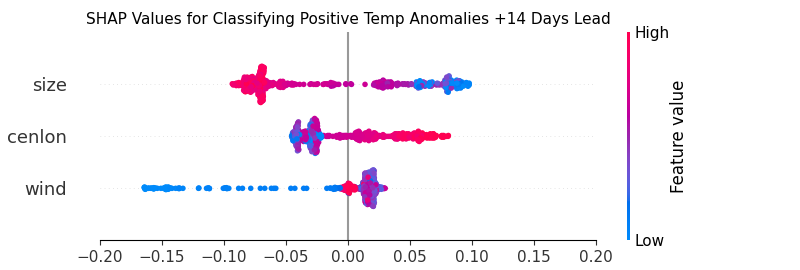 SHAP Values for Classifying Positive Temp Anomalies +14 Days Lead
High
size
cenlon
wind
Feature value
Low
−0.20 −0.15 −0.10 −0.05 0.00 0.05 0.10 0.15 0.20